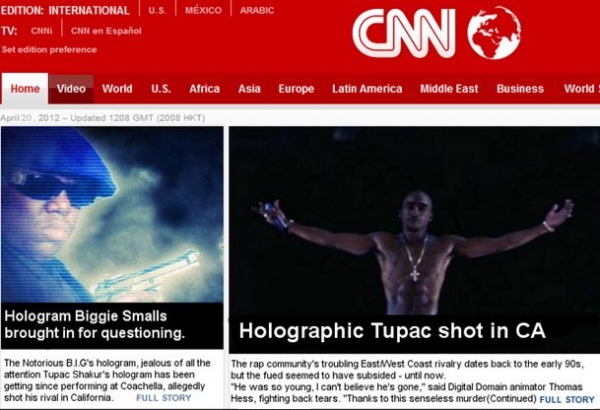 EDITION: INTERNATIONAL U.S. MÉXICO ARABIC
TV: CNNi CNN en Español
Set edition preference
CNN
Home Video World U.S. Africa Asia Europe Latin America Middle East Business World S
April 20, 2012 – Updated 1208 GMT (2008 HKT)
Hologram Biggie Smalls
brought in for questioning.
The Notorious B.I.G's hologram, jealous of all the
attention Tupac Shakur's hologram has been
getting since performing at Coachella, allegedly
shot his rival in California. FULL STORY
Holographic Tupac shot in CA
The rap community's troubling East/West Coast rivalry dates back to the early 90s,
but the fued seemed to have subsided - until now.
"He was so young, I can't believe he's gone," said Digital Domain animator Thomas
Hess, fighting back tears. "Thanks to this senseless murder(Continued) FULL STORY